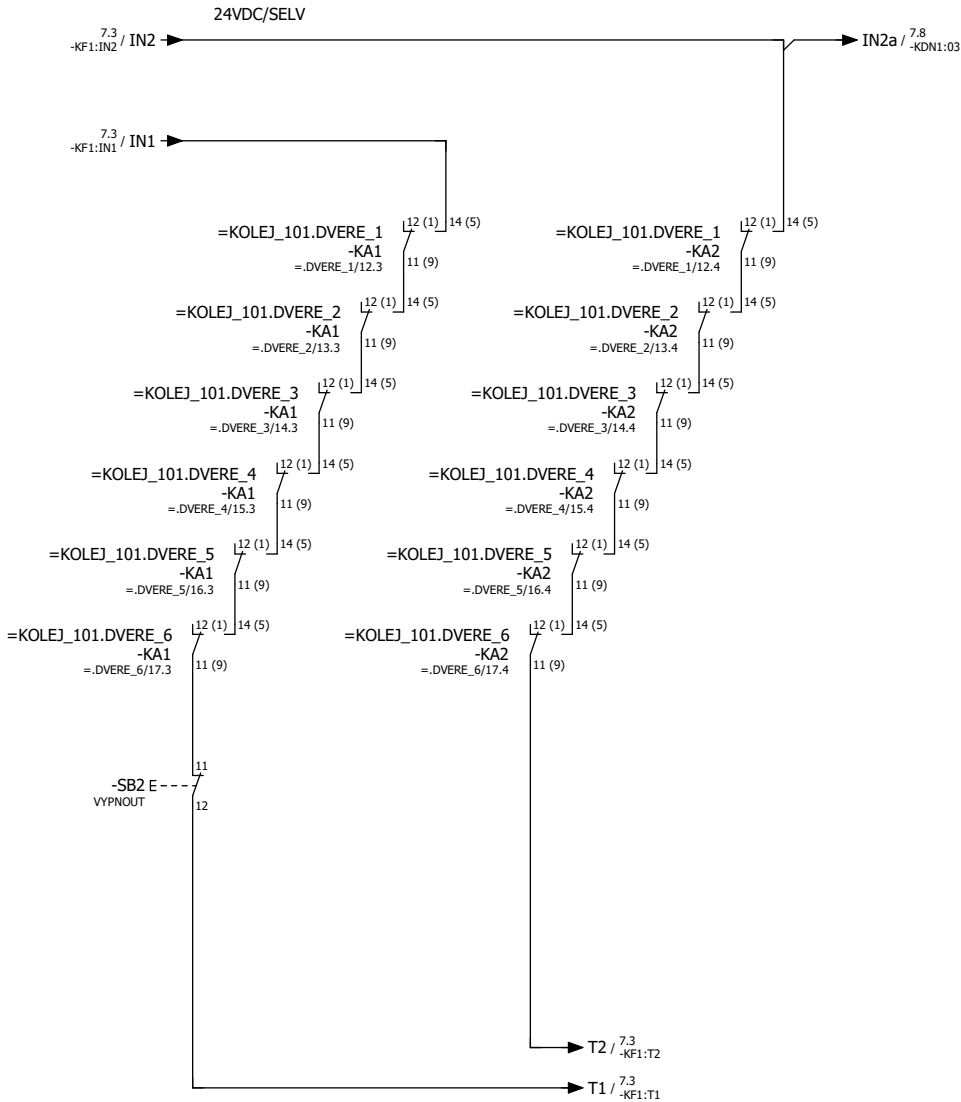 24VDC/SELV
7.3
-KF1:IN2 / IN2
IN2a / 7.8
-KDN1:03
7.3
-KF1:IN1 / IN1
=KOLEJ_101.DVERE_1 12 (1) 14 (5)
-KA1 11 (9)
=.DVERE_1/12.3
=KOLEJ_101.DVERE_1 12 (1) 14 (5)
-KA2 11 (9)
=.DVERE_1/12.4
=KOLEJ_101.DVERE_2 12 (1) 14 (5)
-KA1 11 (9)
=.DVERE_2/13.3
=KOLEJ_101.DVERE_2 12 (1) 14 (5)
-KA2 11 (9)
=.DVERE_2/13.4
=KOLEJ_101.DVERE_3 12 (1) 14 (5)
-KA1 11 (9)
=.DVERE_3/14.3
=KOLEJ_101.DVERE_3 12 (1) 14 (5)
-KA2 11 (9)
=.DVERE_3/14.4
=KOLEJ_101.DVERE_4 12 (1) 14 (5)
-KA1 11 (9)
=.DVERE_4/15.3
=KOLEJ_101.DVERE_4 12 (1) 14 (5)
-KA2 11 (9)
=.DVERE_4/15.4
=KOLEJ_101.DVERE_5 12 (1) 14 (5)
-KA1 11 (9)
=.DVERE_5/16.3
=KOLEJ_101.DVERE_5 12 (1) 14 (5)
-KA2 11 (9)
=.DVERE_5/16.4
=KOLEJ_101.DVERE_6 12 (1) 14 (5)
-KA1 11 (9)
=.DVERE_6/17.3
=KOLEJ_101.DVERE_6 12 (1) 14 (5)
-KA2 11 (9)
=.DVERE_6/17.4
11
-SB2
VYPNOUT 12
T2 / 7.3
-KF1:T2
T1 / 7.3
-KF1:T1